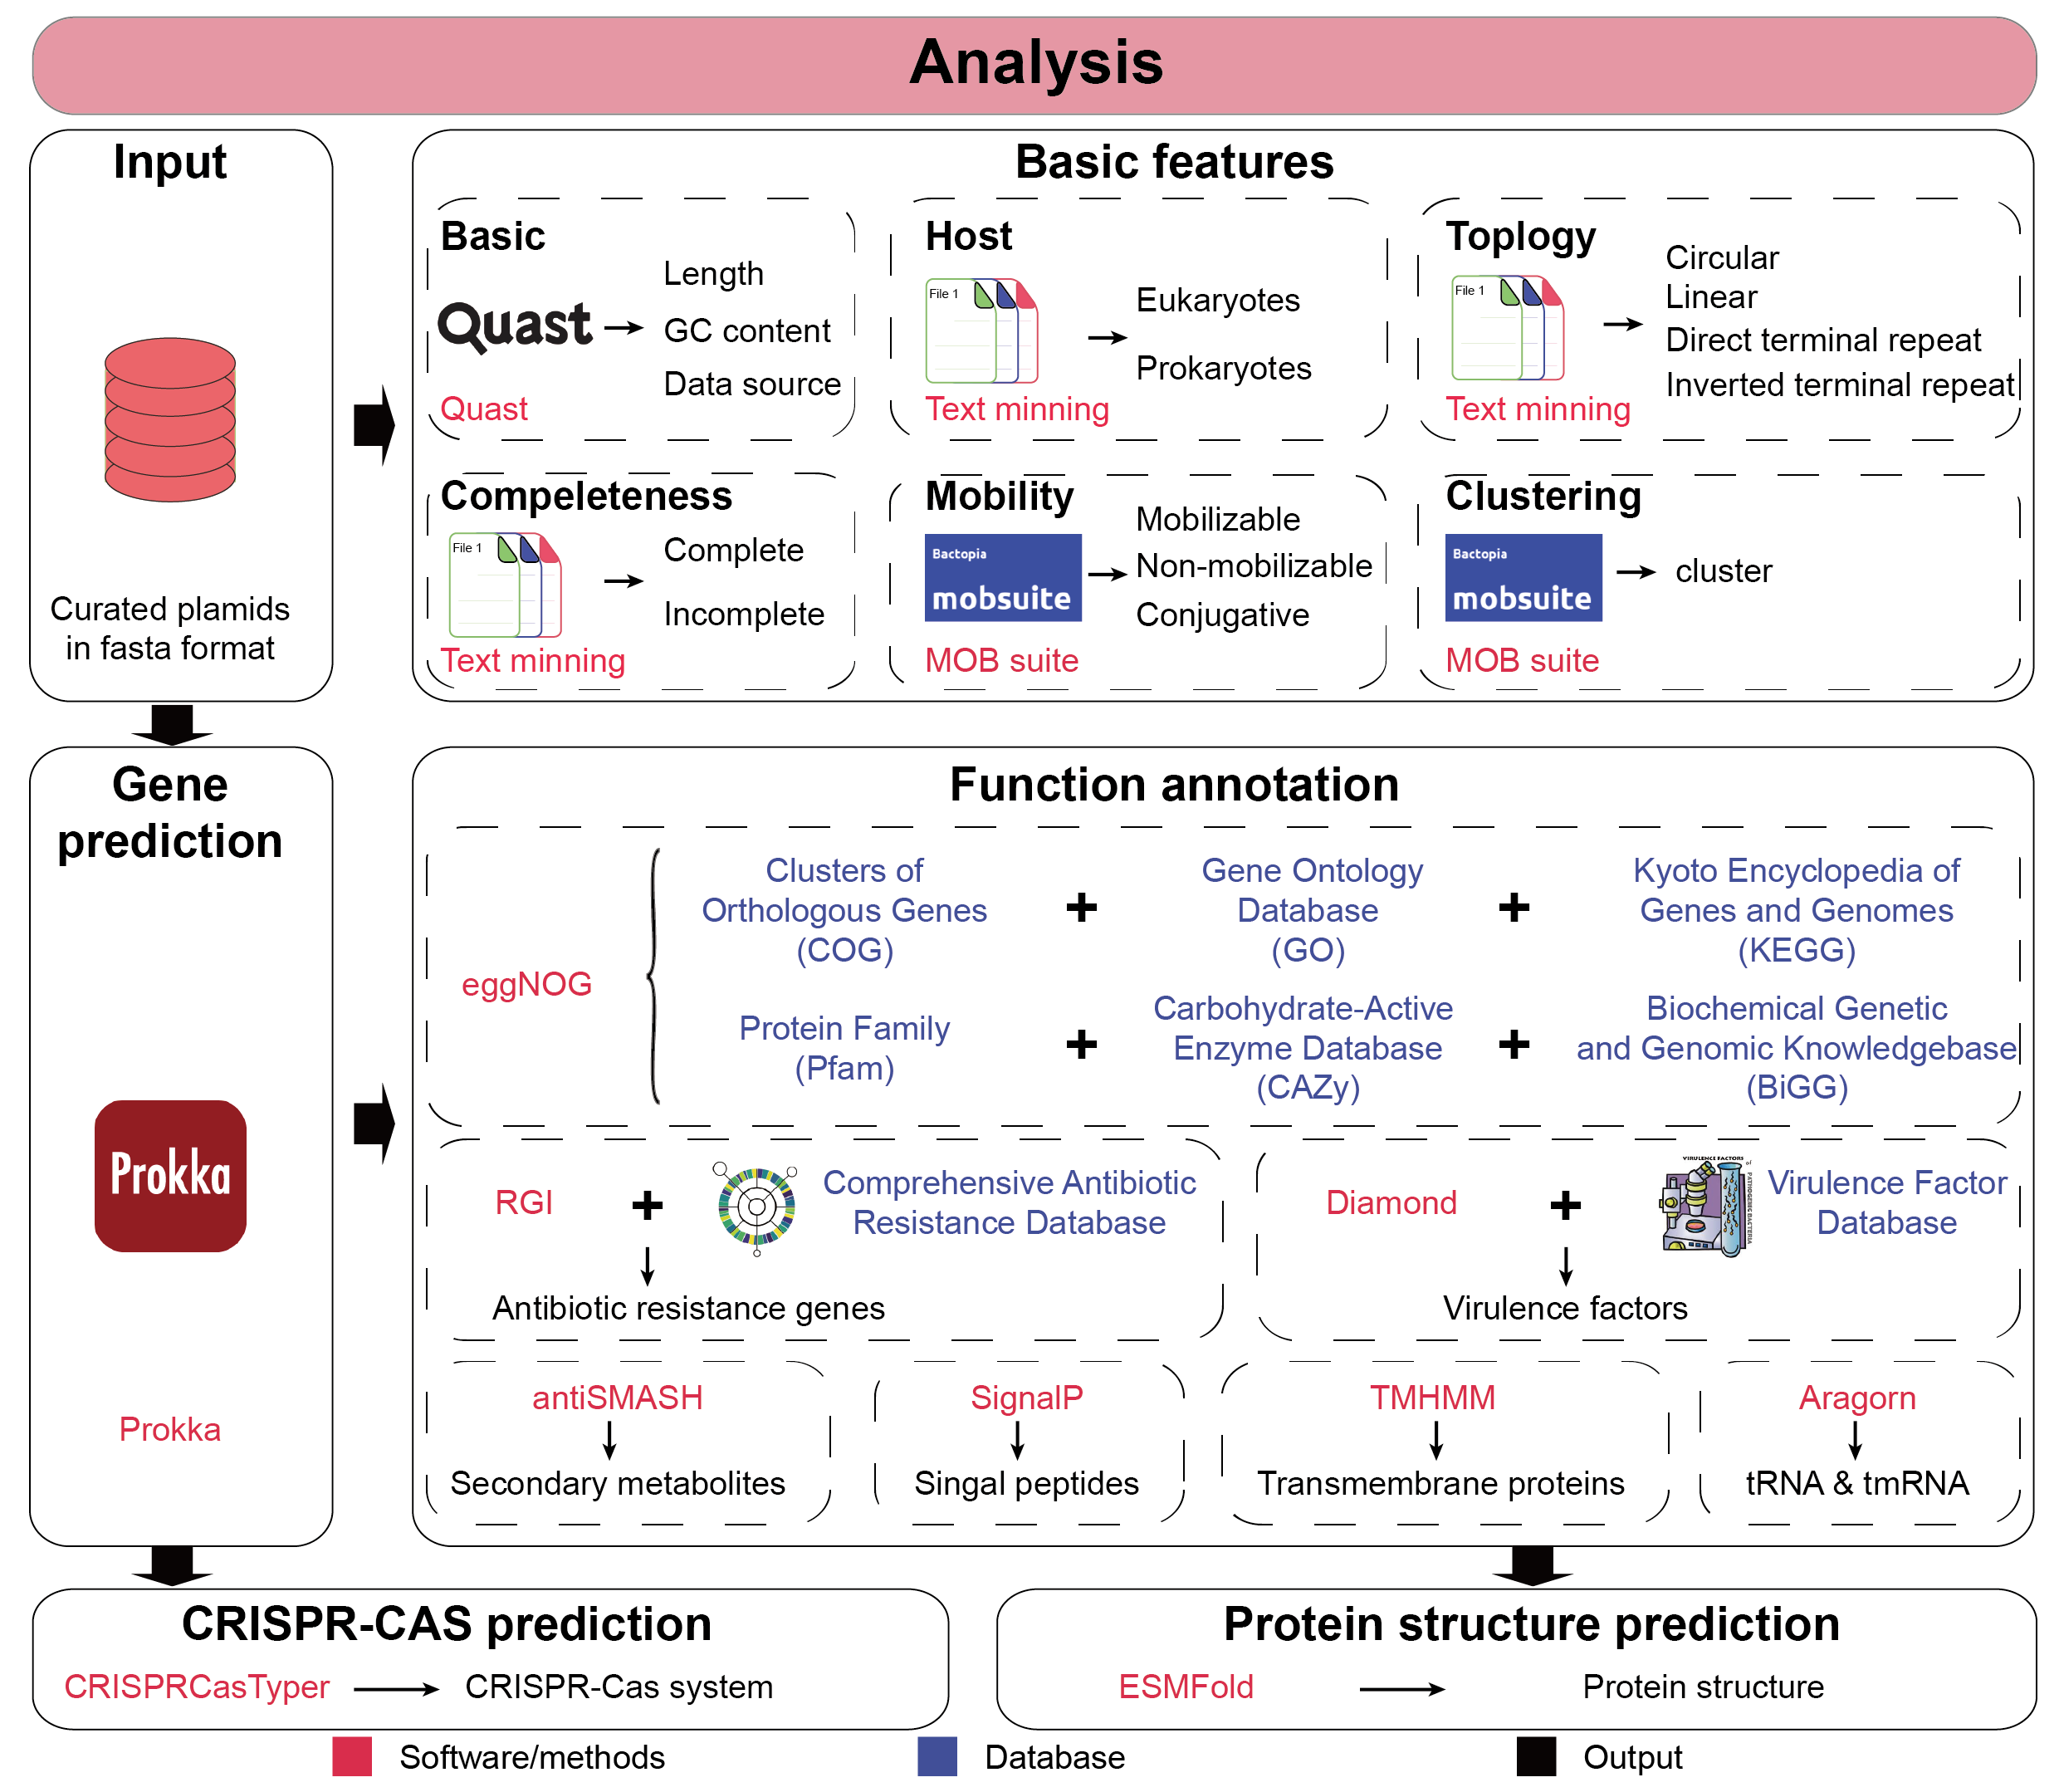 Analysis
Input
Curated plamids
in fasta format
Basic features
Basic
Quast
Quast
Length
GC content
Data source
Host
File 1
Text minning
Eukaryotes
Prokaryotes
Toplogy
File 1
Text minning
Circular
Linear
Direct terminal repeat
Inverted terminal repeat
Compeleteness
File 1
Text minning
Complete
Incomplete
Mobility
Bactopia
mobsuite
MOB suite
Mobilizable
Non-mobilizable
Conjugative
Clustering
Bactopia
mobsuite
MOB suite
cluster
Gene
prediction
Prokka
Prokka
Function annotation
eggNOG
Clusters of
Orthologous Genes
(COG)
+
Gene Ontology
Database
(GO)
+
Kyoto Encyclopedia of
Genes and Genomes
(KEGG)
Protein Family
(Pfam)
+
Carbohydrate-Active
Enzyme Database
(CAZy)
+
Biochemical Genetic
and Genomic Knowledgebase
(BiGG)
RGI
+
Comprehensive Antibiotic
Resistance Database
Antibiotic resistance genes
Diamond
+
VIRULENCE FACTORS
of
PATHOGENIC BACTERIA
Virulence Factor
Database
Virulence factors
antiSMASH
Secondary metabolites
SignalP
Singal peptides
TMHMM
Transmembrane proteins
Aragorn
tRNA & tmRNA
CRISPR-CAS prediction
CRISPRCasTyper
CRISPR-Cas system
Protein structure prediction
ESMFold
Protein structure
Software/methods
Database
Output